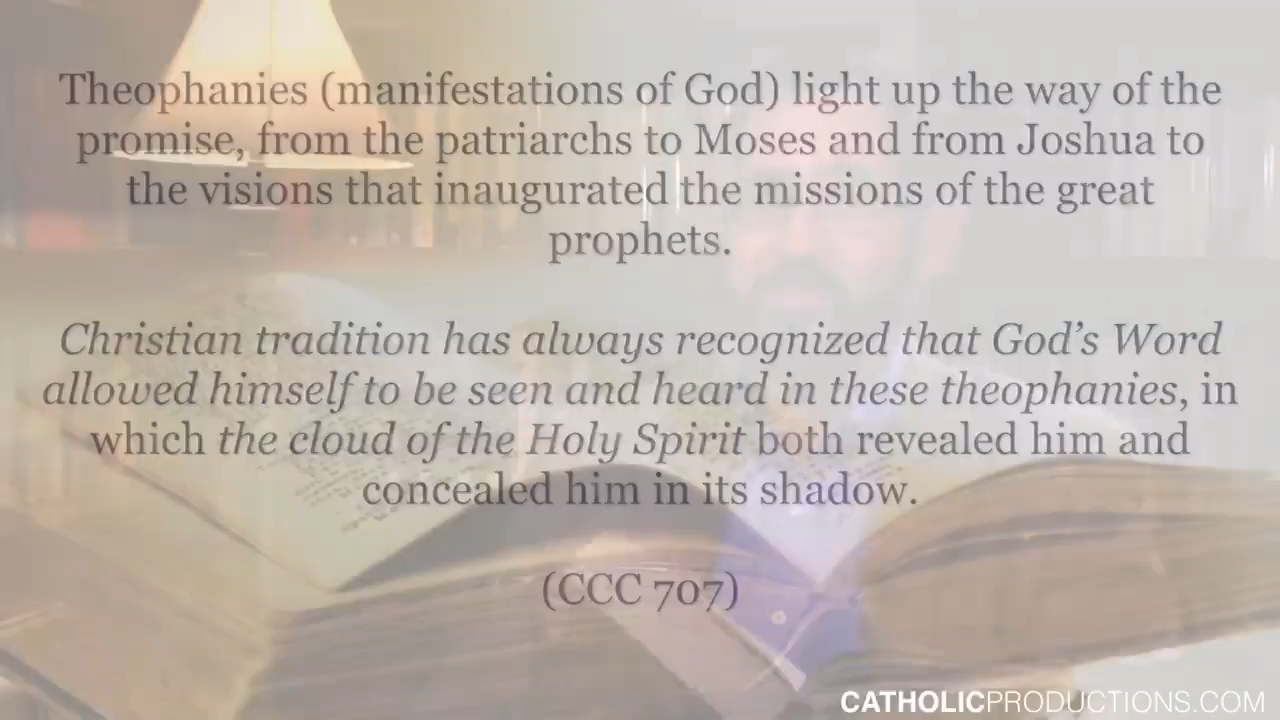 Theophanies (manifestations of God) light up the way of the
promise, from the patriarchs to Moses and from Joshua to
the visions that inaugurated the missions of the great
prophets.
Christian tradition has always recognized that God’s Word
allowed himself to be seen and heard in these theophanies, in
which the cloud of the Holy Spirit both revealed him and
concealed him in its shadow.
(CCC 707)
CATHOLICPRODUCTIONS.COM